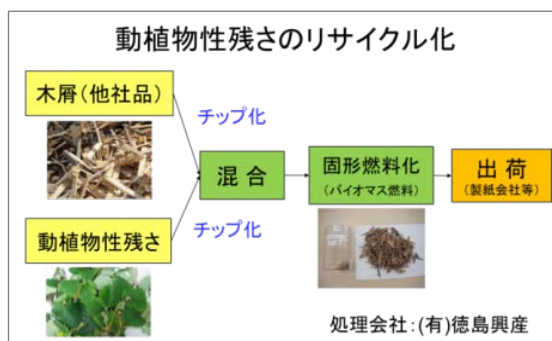 動植物性残さのリサイクル化
木屑(他社品)
チップ化
混合
固形燃料化
(バイオマス燃料)
出荷
(製紙会社等)
動植物性残さ
チップ化
処理会社:(有)徳島興産